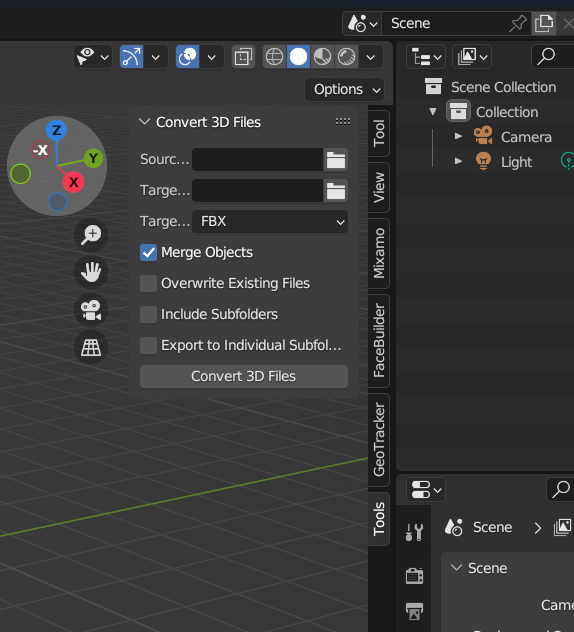 Scene
Options
Scene Collection
Collection
Camera
Light
Z
-X
Y
X
Convert 3D Files
Sourc...
Targe...
Targe... FBX
Merge Objects
Overwrite Existing Files
Include Subfolders
Export to Individual Subfol...
Convert 3D Files
Tool
View
Mixamo
FaceBuilder
GeoTracker
Tools
Scene
Scene
Came